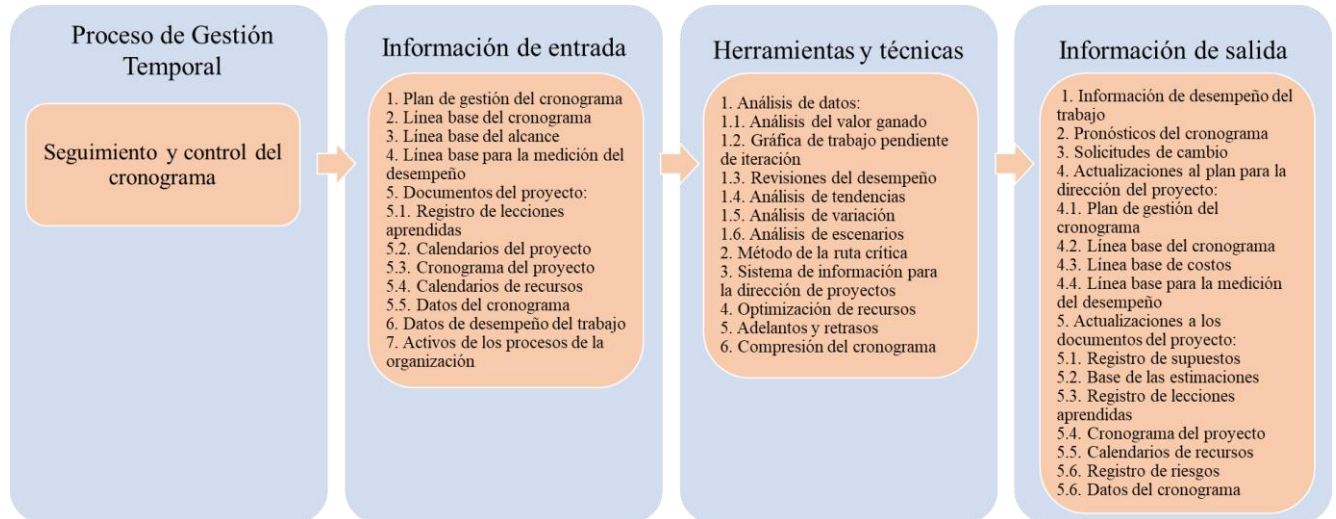 Proceso de Gestión
Temporal
Seguimiento y control del
cronograma
Información de entrada
1. Plan de gestión del cronograma
2. Línea base del cronograma
3. Línea base del alcance
4. Línea base para la medición del
desempeño
5. Documentos del proyecto:
5.1. Registro de lecciones
aprendidas
5.2. Calendarios del proyecto
5.3. Cronograma del proyecto
5.4. Calendarios de recursos
5.5. Datos del cronograma
6. Datos de desempeño del trabajo
7. Activos de los procesos de la
organización
Herramientas y técnicas
1. Análisis de datos:
1.1. Análisis del valor ganado
1.2. Gráfica de trabajo pendiente
de iteración
1.3. Revisiones del desempeño
1.4. Análisis de tendencias
1.5. Análisis de variación
1.6. Análisis de escenarios
2. Método de la ruta crítica
3. Sistema de información para
la dirección de proyectos
4. Optimización de recursos
5. Adelantos y retrasos
6. Compresión del cronograma
Información de salida
1. Información de desempeño del
trabajo
2. Pronósticos del cronograma
3. Solicitudes de cambio
4. Actualizaciones al plan para la
dirección del proyecto:
4.1. Plan de gestión del
cronograma
4.2. Línea base del cronograma
4.3. Línea base de costos
4.4. Línea base para la medición
del desempeño
5. Actualizaciones a los
documentos del proyecto:
5.1. Registro de supuestos
5.2. Base de las estimaciones
5.3. Registro de lecciones
aprendidas
5.4. Cronograma del proyecto
5.5. Calendarios de recursos
5.6. Registro de riesgos
5.6. Datos del cronograma